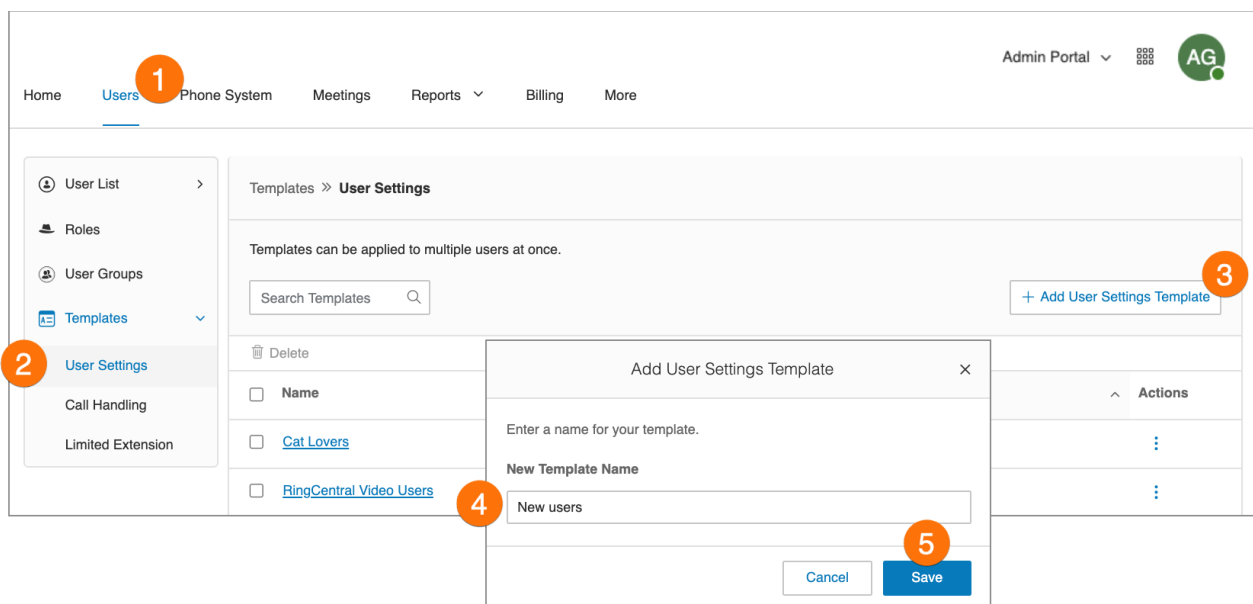 Admin Portal
AG
1
Home Users Phone System Meetings Reports Billing More
User List
Roles
User Groups
Templates
2
User Settings
Call Handling
Limited Extension
Templates » User Settings
Templates can be applied to multiple users at once.
3
Search Templates
+ Add User Settings Template
Delete
Name
Actions
Cat Lovers
RingCentral Video Users
Add User Settings Template
Enter a name for your template.
New Template Name
4
New users
5
Cancel Save